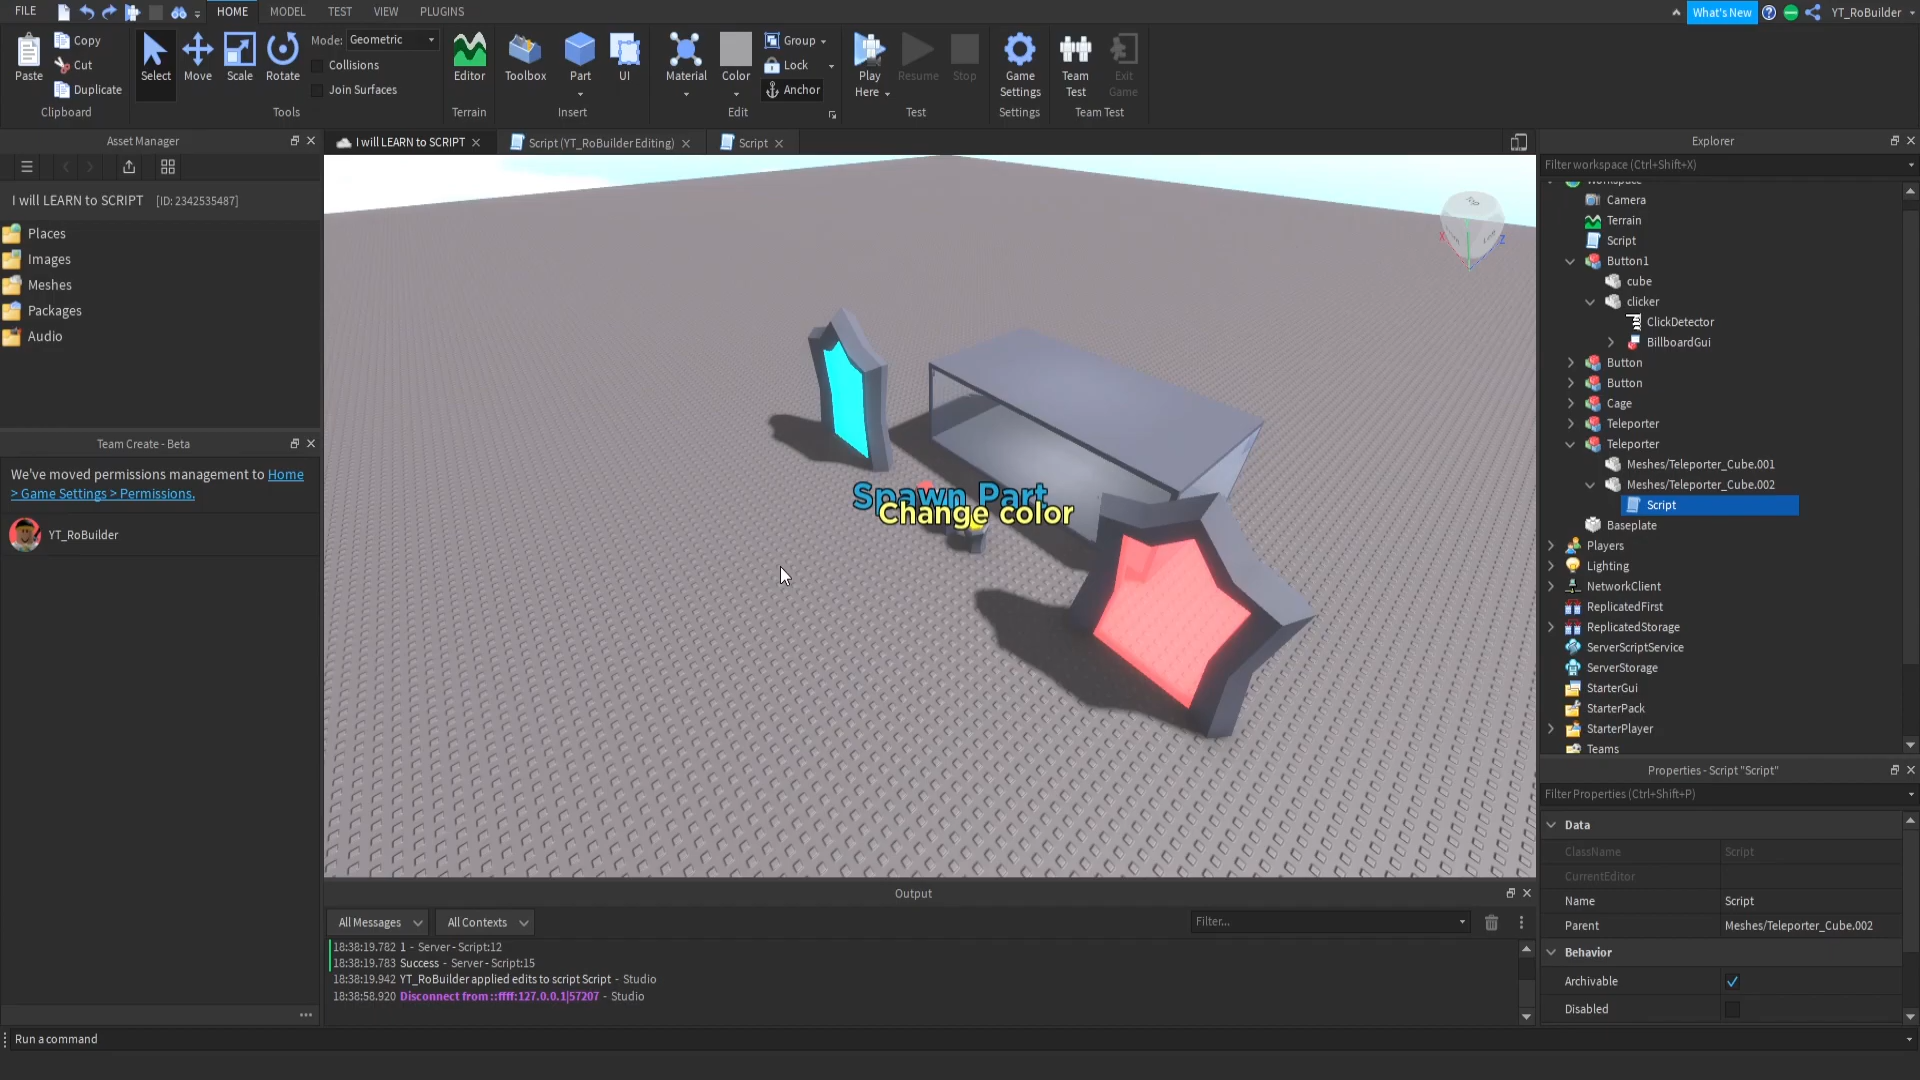 FILE HOME MODEL TEST VIEW PLUGINS What's New YT_RoBuilder
Paste Copy Cut Duplicate Clipboard
Select Move Scale Rotate Mode: Geometric Collisions Join Surfaces Tools
Editor Terrain
Toolbox Part UI Insert
Material Color Group Lock Anchor Edit
Play Here Resume Stop Test
Game Settings Settings
Team Test Exit Game Team Test
Asset Manager
I will LEARN to SCRIPT [ID: 2342535487]
Places
Images
Meshes
Packages
Audio
Team Create - Beta
We've moved permissions management to Home
> Game Settings > Permissions.
YT_RoBuilder
I will LEARN to SCRIPT Script (YT_RoBuilder Editing) Script
Spawn Part
Change color
X
Z
Output
All Messages All Contexts Filter...
18:38:19.782 1 - Server - Script:12
18:38:19.783 Success - Server - Script:15
18:38:19.942 YT_RoBuilder applied edits to script Script - Studio
18:38:58.920 Disconnect from ::ffff:127.0.0.1|57207 - Studio
Explorer
Filter workspace (Ctrl+Shift+X)
Workspace
Camera
Terrain
Script
Button1
cube
clicker
ClickDetector
BillboardGui
Button
Button
Cage
Teleporter
Teleporter
Meshes/Teleporter_Cube.001
Meshes/Teleporter_Cube.002
Script
Baseplate
Players
Lighting
NetworkClient
ReplicatedFirst
ReplicatedStorage
ServerScriptService
ServerStorage
StarterGui
StarterPack
StarterPlayer
Teams
Properties - Script "Script"
Filter Properties (Ctrl+Shift+P)
Data
ClassName Script
CurrentEditor
Name Script
Parent Meshes/Teleporter_Cube.002
Behavior
Archivable
Disabled
Run a command